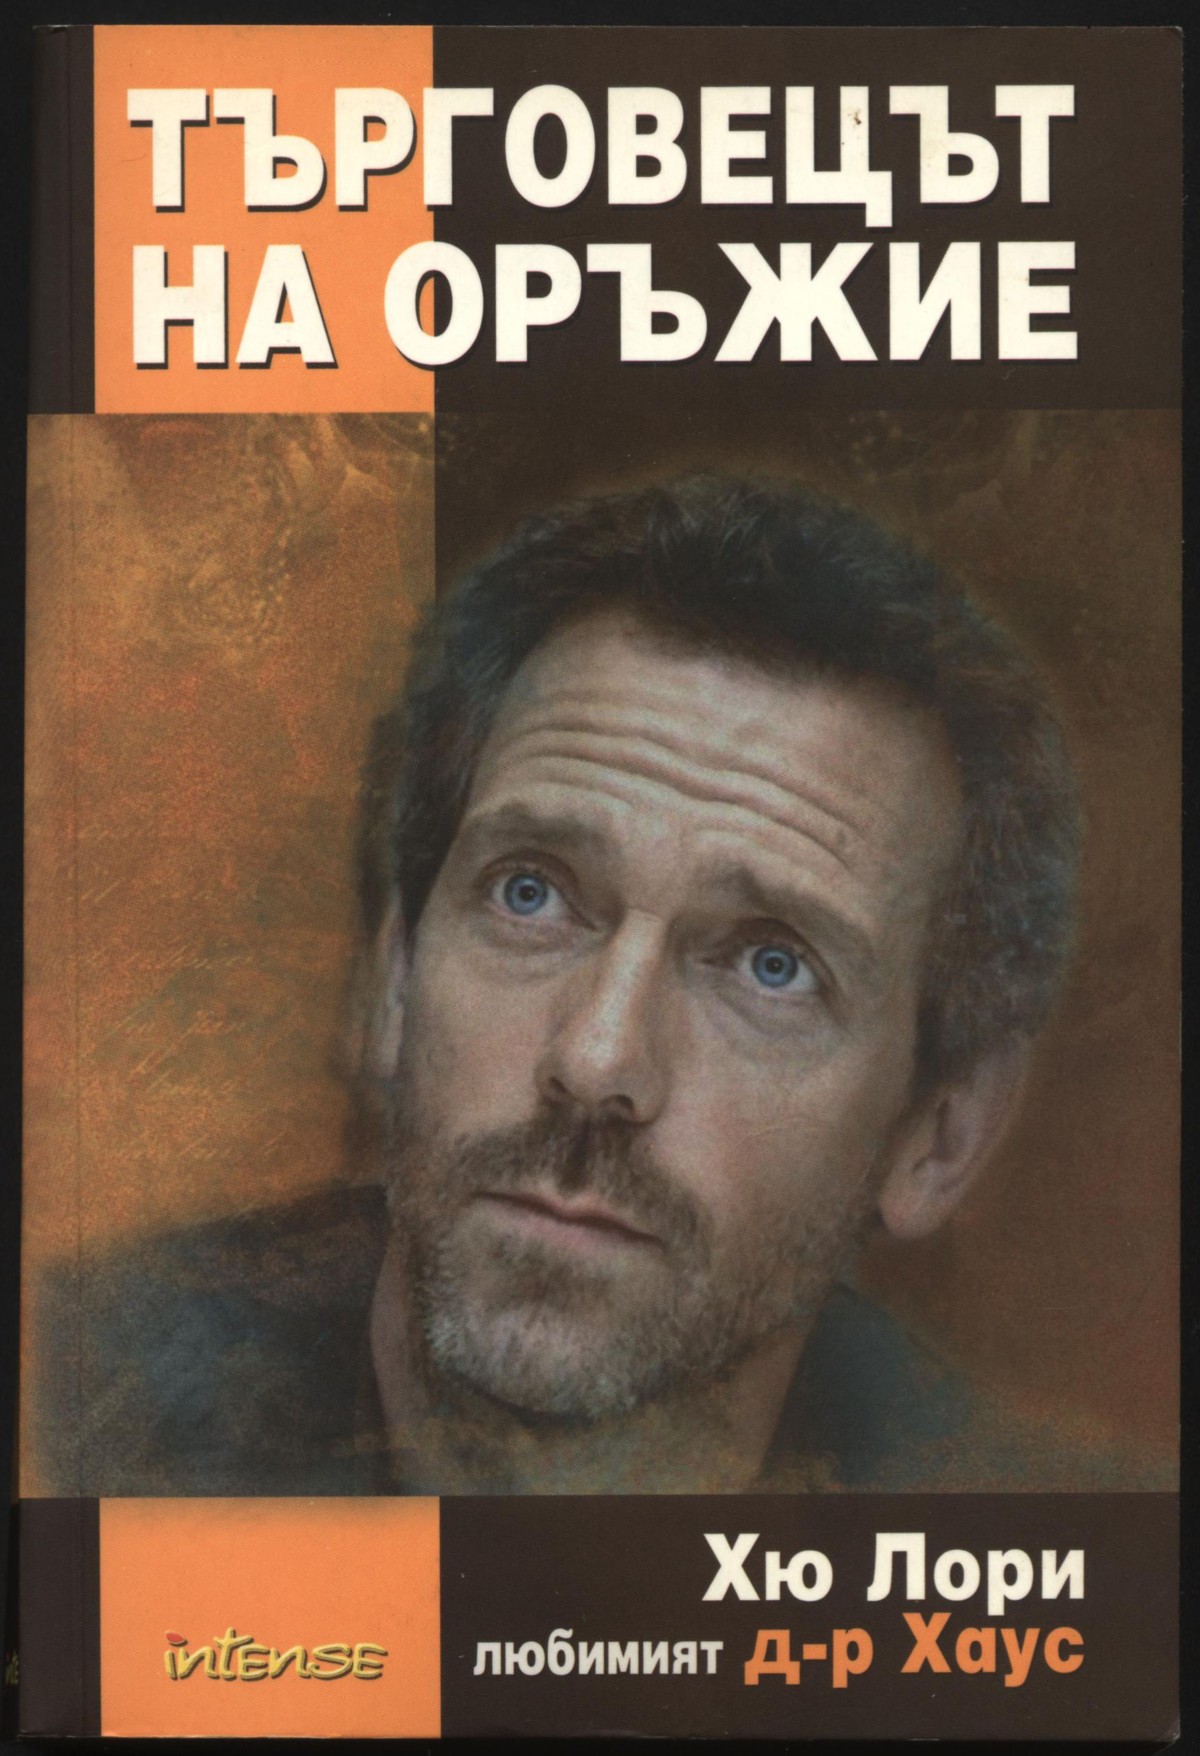 ТЪРГОВЕЦЪТ
НА ОРЪЖИЕ
Хю Лори
любимият д-р Хаус
intense